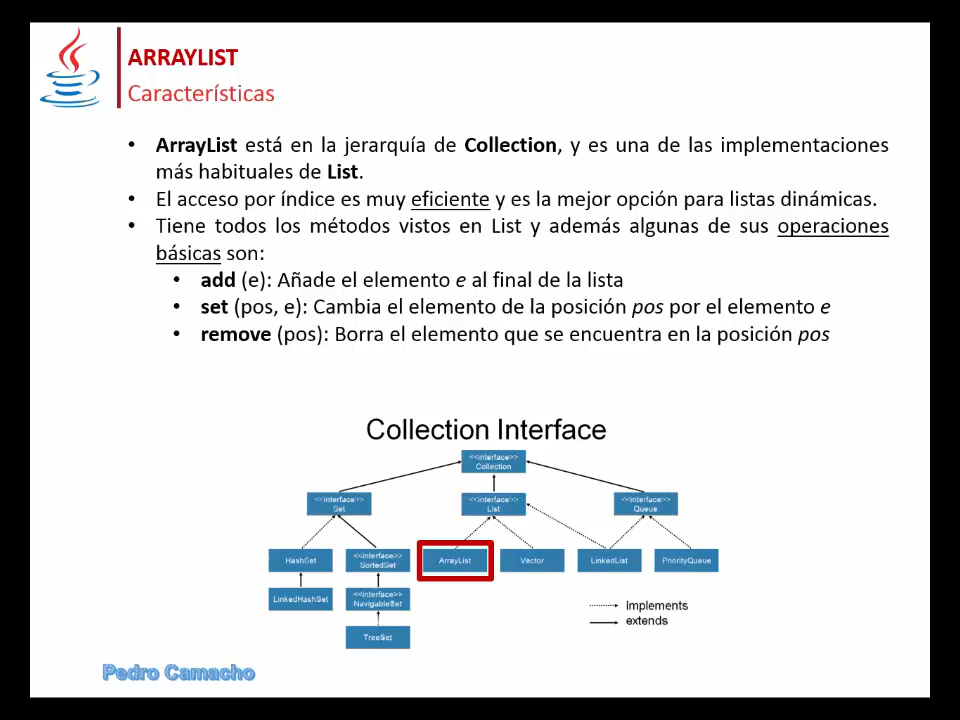 ARRAYLIST
Características
• ArrayList está en la jerarquía de Collection, y es una de las implementaciones
más habituales de List.
• El acceso por índice es muy eficiente y es la mejor opción para listas dinámicas.
• Tiene todos los métodos vistos en List y además algunas de sus operaciones
básicas son:
• add (e): Añade el elemento e al final de la lista
• set (pos, e): Cambia el elemento de la posición pos por el elemento e
• remove (pos): Borra el elemento que se encuentra en la posición pos
Collection Interface
<<interface>>
Collection
<<interface>>
Set
<<interface>>
List
<<interface>>
Queue
HashSet
<<interface>>
SortedSet
ArrayList
Vector
LinkedList
PriorityQueue
LinkedHashSet
<<interface>>
NavigableSet
TreeSet
Implements
extends
Pedro Camacho